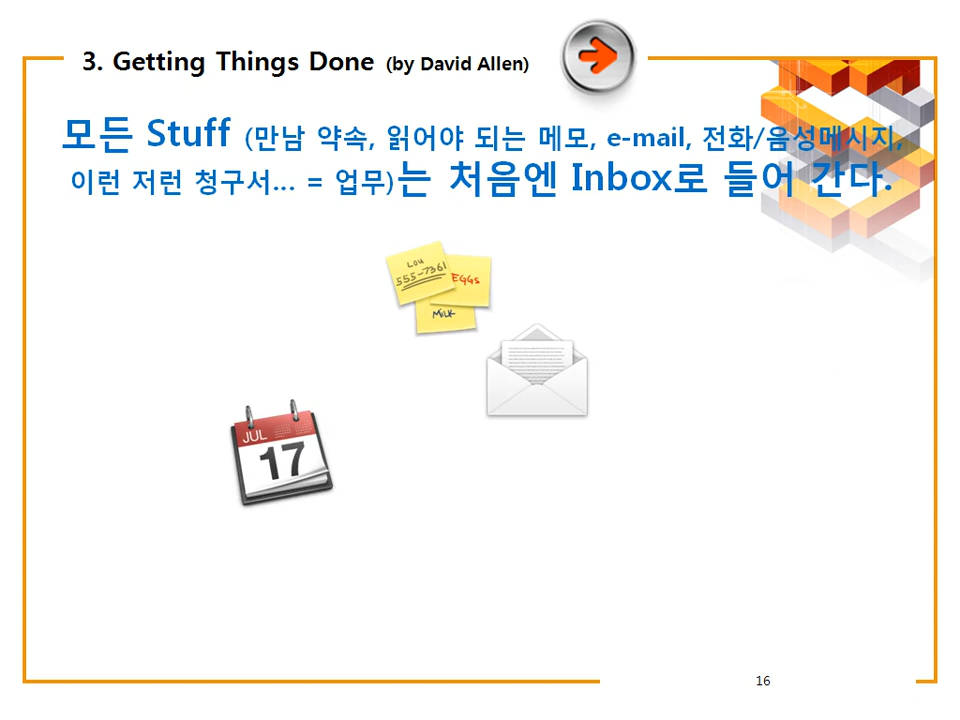 3. Getting Things Done (by David Allen)
모든 Stuff (만남 약속, 읽어야 되는 메모, e-mail, 전화/음성메시지,
이런 저런 청구서... = 업무)는 처음엔 Inbox로 들어 간다.
LOU
555-7361
EGGS
MILK
JUL
17
16